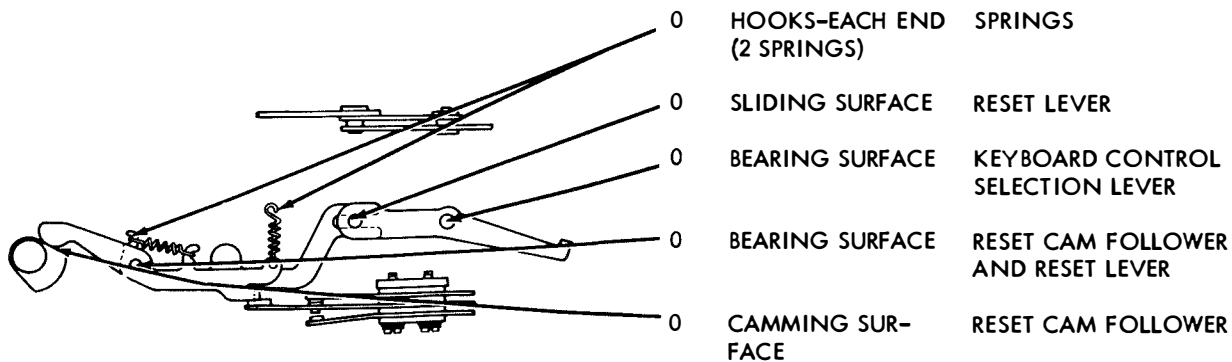 0 HOOKS-EACH END SPRINGS
(2 SPRINGS)
0 SLIDING SURFACE RESET LEVER
0 BEARING SURFACE KEYBOARD CONTROL
SELECTION LEVER
0 BEARING SURFACE RESET CAM FOLLOWER
AND RESET LEVER
0 CAMMING SUR- RESET CAM FOLLOWER
FACE